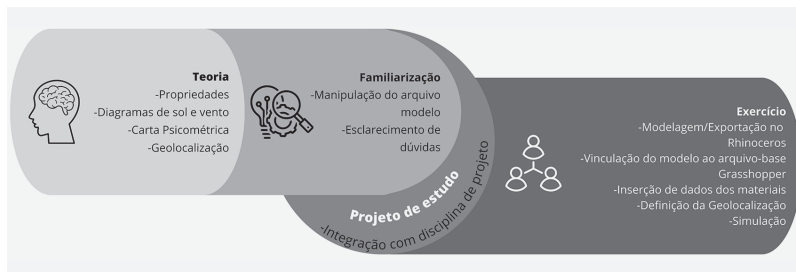 Teoria
-Propriedades
-Diagramas de sol e vento
-Carta Psicométrica
-Geolocalização
Familiarização
-Manipulação do arquivo
modelo
-Esclarecimento de
dúvidas
Projeto de estudo
-Integração com disciplina de projeto
Exercício
-Modelagem/Exportação no
Rhinoceros
-Vinculação do modelo ao arquivo-base
Grasshopper
-Inserção de dados dos materiais
-Definição da Geolocalização
-Simulação